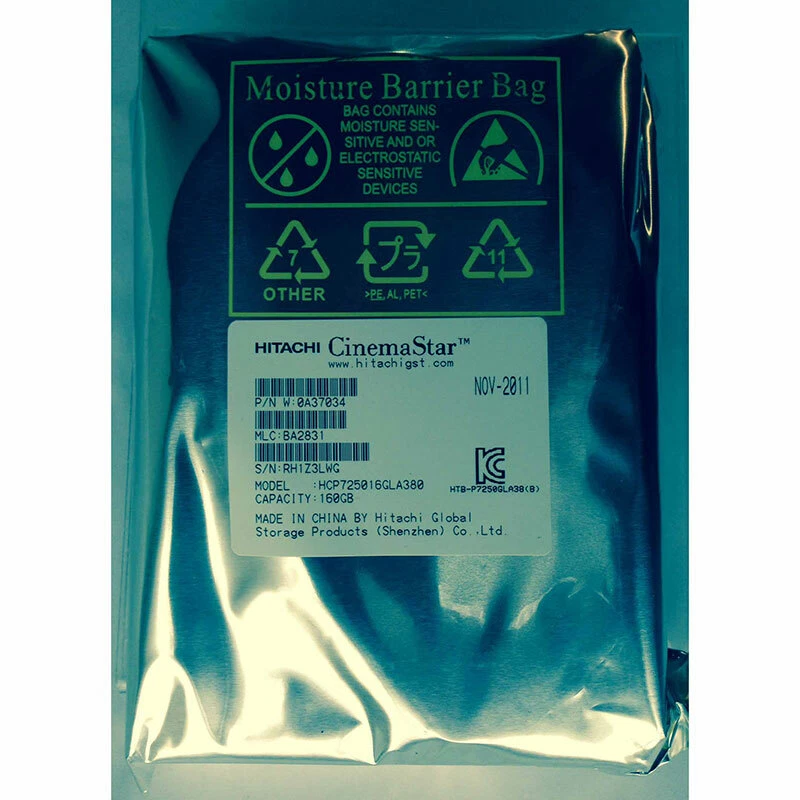 Moisture Barrier Bag
BAG CONTAINS
MOISTURE SEN-
SITIVE AND OR
ELECTROSTATIC
SENSITIVE
DEVICES
7
プラ
11
OTHER
>PE, AL, PET<
HITACHI CinemaStar™
www.hitachigst.com
NOV-2011
P/N W:0A37034
MLC:BA2831
S/N:RH1Z3LWG
MODEL :HCP725016GLA380
CAPACITY:160GB
HTB-P7250GLA38(B)
MADE IN CHINA BY Hitachi Global
Storage Products (Shenzhen) Co.,Ltd.